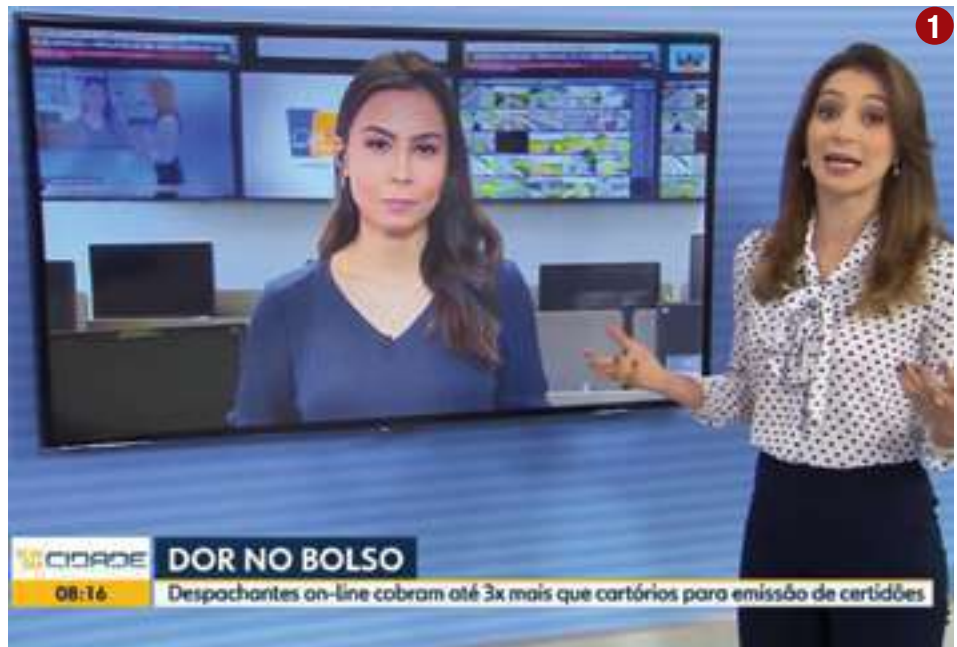 1
CIDADE
DOR NO BOLSO
08:16
Despachantes on-line cobram até 3x mais que cartórios para emissão de certidões